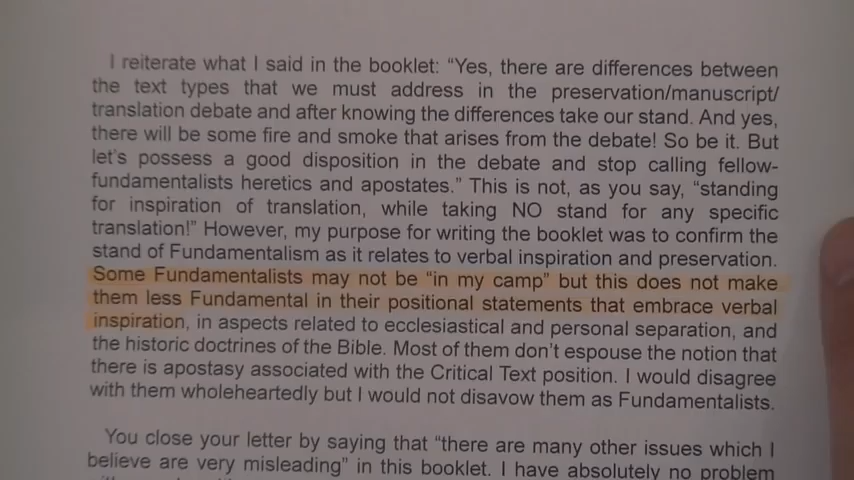 I reiterate what I said in the booklet: “Yes, there are differences between
the text types that we must address in the preservation/manuscript/
translation debate and after knowing the differences take our stand. And yes,
there will be some fire and smoke that arises from the debate! So be it. But
let’s possess a good disposition in the debate and stop calling fellow-
fundamentalists heretics and apostates.” This is not, as you say, “standing
for inspiration of translation, while taking NO stand for any specific
translation!” However, my purpose for writing the booklet was to confirm the
stand of Fundamentalism as it relates to verbal inspiration and preservation.
Some Fundamentalists may not be “in my camp” but this does not make
them less Fundamental in their positional statements that embrace verbal
inspiration, in aspects related to ecclesiastical and personal separation, and
the historic doctrines of the Bible. Most of them don’t espouse the notion that
there is apostasy associated with the Critical Text position. I would disagree
with them wholeheartedly but I would not disavow them as Fundamentalists.
You close your letter by saying that “there are many other issues which I
believe are very misleading” in this booklet. I have absolutely no problem